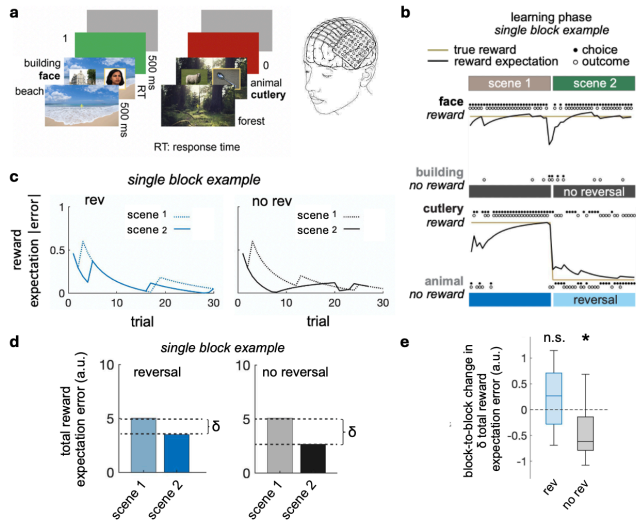 a
1
building
face
beach
500 ms
RT
500 ms
0
animal
cutlery
forest
RT: response time
b
learning phase
single block example
true reward
reward expectation
choice
outcome
scene 1
scene 2
face
reward
building
no reward
no reversal
cutlery
reward
animal
no reward
reversal
c
single block example
rev
no rev
scene 1
scene 2
scene 1
scene 2
reward
expectation |error|
1
0.5
0
0
10
20
30
0
10
20
30
trial
trial
d
single block example
reversal
no reversal
total reward
expectation error (a.u.)
10
5
0
10
5
0
δ
δ
scene 1
scene 2
scene 1
scene 2
e
n.s.
*
block-to-block change in
δ total reward
expectation error (a.u.)
1
0.5
0
-0.5
-1
rev
no rev